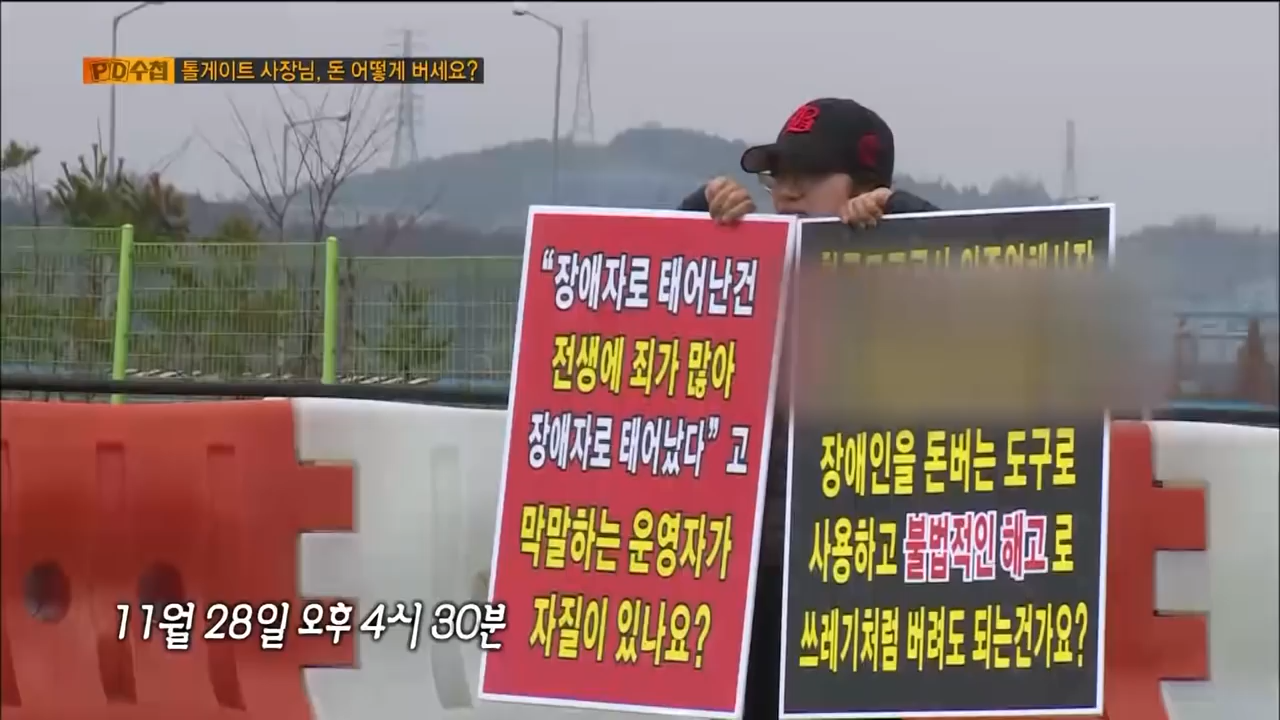 PD수첩 톨게이트 사장님, 돈 어떻게 버세요?
“장애자로 태어난건
전생에 죄가 많아
장애자로 태어났다” 고
막말하는 운영자가
자질이 있나요?
장애인을 돈버는 도구로
사용하고 불법적인 해고로
쓰레기처럼 버려도 되는건가요?
11월 28일 오후 4시 30분